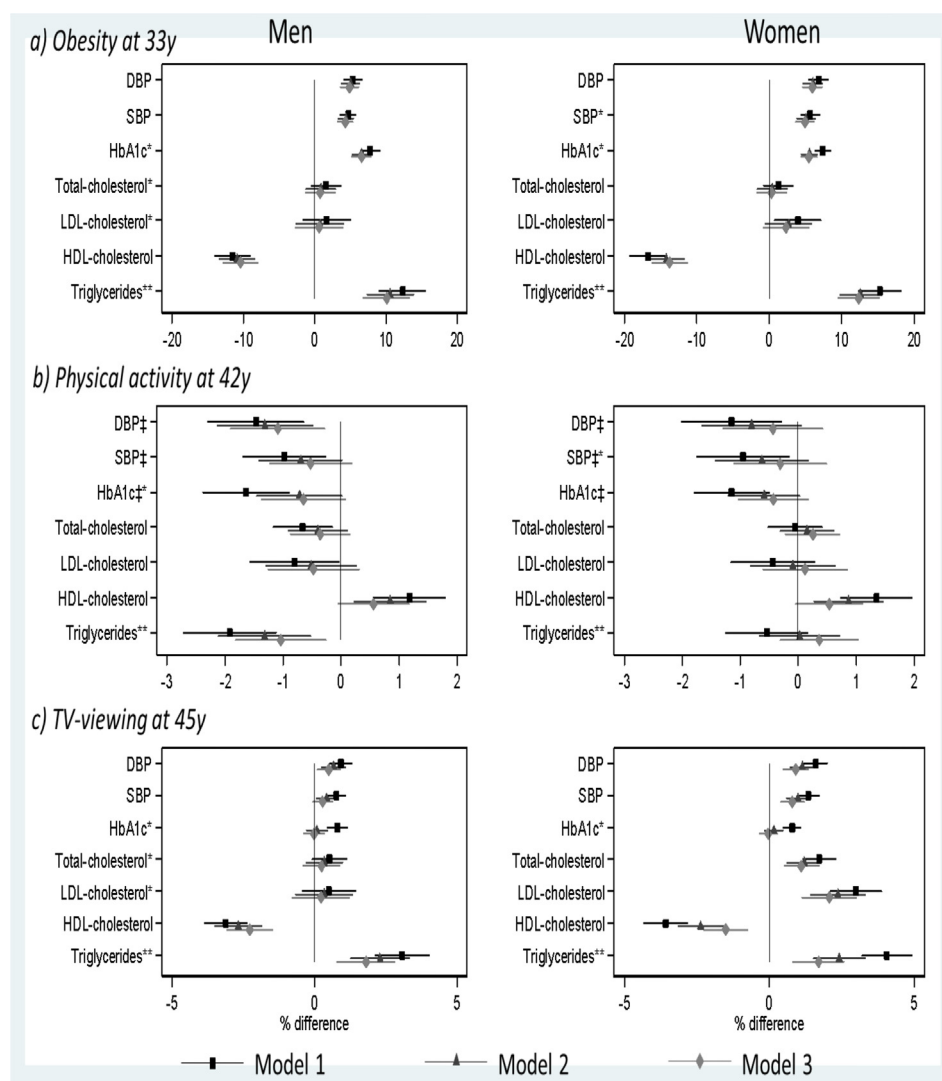 Men Women
a) Obesity at 33y
DBP DBP
SBP SBP*
HbA1c* HbA1c*
Total-cholesterol* Total-cholesterol
LDL-cholesterol* LDL-cholesterol
HDL-cholesterol HDL-cholesterol
Triglycerides** Triglycerides**
-20 -10 0 10 20 -20 -10 0 10 20
b) Physical activity at 42y
DBP‡ DBP‡
SBP‡ SBP‡*
HbA1c‡* HbA1c‡
Total-cholesterol Total-cholesterol
LDL-cholesterol LDL-cholesterol
HDL-cholesterol HDL-cholesterol
Triglycerides** Triglycerides**
-3 -2 -1 0 1 2 -3 -2 -1 0 1 2
c) TV-viewing at 45y
DBP DBP
SBP SBP
HbA1c* HbA1c*
Total-cholesterol* Total-cholesterol
LDL-cholesterol* LDL-cholesterol
HDL-cholesterol HDL-cholesterol
Triglycerides** Triglycerides**
-5 0 5 -5 0 5
% difference % difference
Model 1 Model 2 Model 3